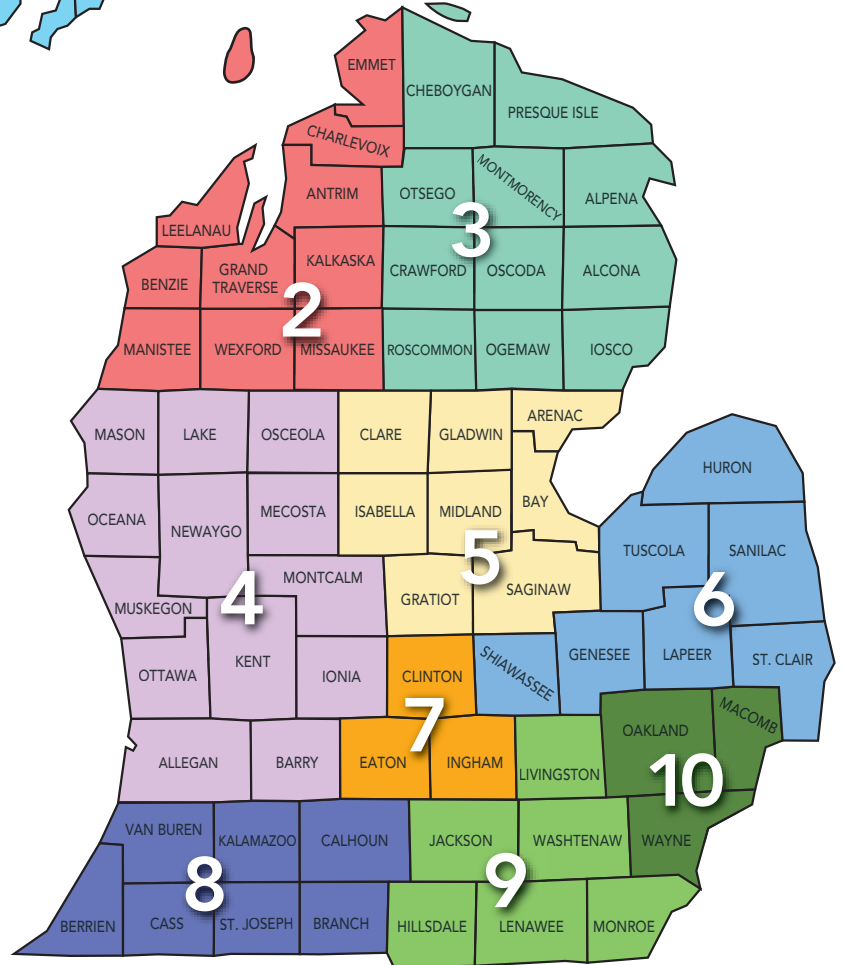 EMMET
CHEBOYGAN
PRESQUE ISLE
CHARLEVOIX
ANTRIM
OTSEGO
MONTMORENCY
ALPENA
3
LEELANAU
BENZIE
GRAND
TRAVERSE
KALKASKA
CRAWFORD
OSCODA
ALCONA
2
MANISTEE
WEXFORD
MISSAUKEE
ROSCOMMON
OGEMAW
IOSCO
MASON
LAKE
OSCEOLA
CLARE
GLADWIN
ARENAC
HURON
OCEANA
NEWAYGO
MECOSTA
ISABELLA
MIDLAND
BAY
TUSCOLA
SANILAC
5
MUSKEGON
4
MONTCALM
GRATIOT
SAGINAW
6
OTTAWA
KENT
IONIA
CLINTON
SHIAWASSEE
GENESEE
LAPEER
ST. CLAIR
7
OAKLAND
MACOMB
ALLEGAN
BARRY
EATON
INGHAM
LIVINGSTON
10
VAN BUREN
KALAMAZOO
CALHOUN
JACKSON
WASHTENAW
WAYNE
8
9
BERRIEN
CASS
ST. JOSEPH
BRANCH
HILLSDALE
LENAWEE
MONROE